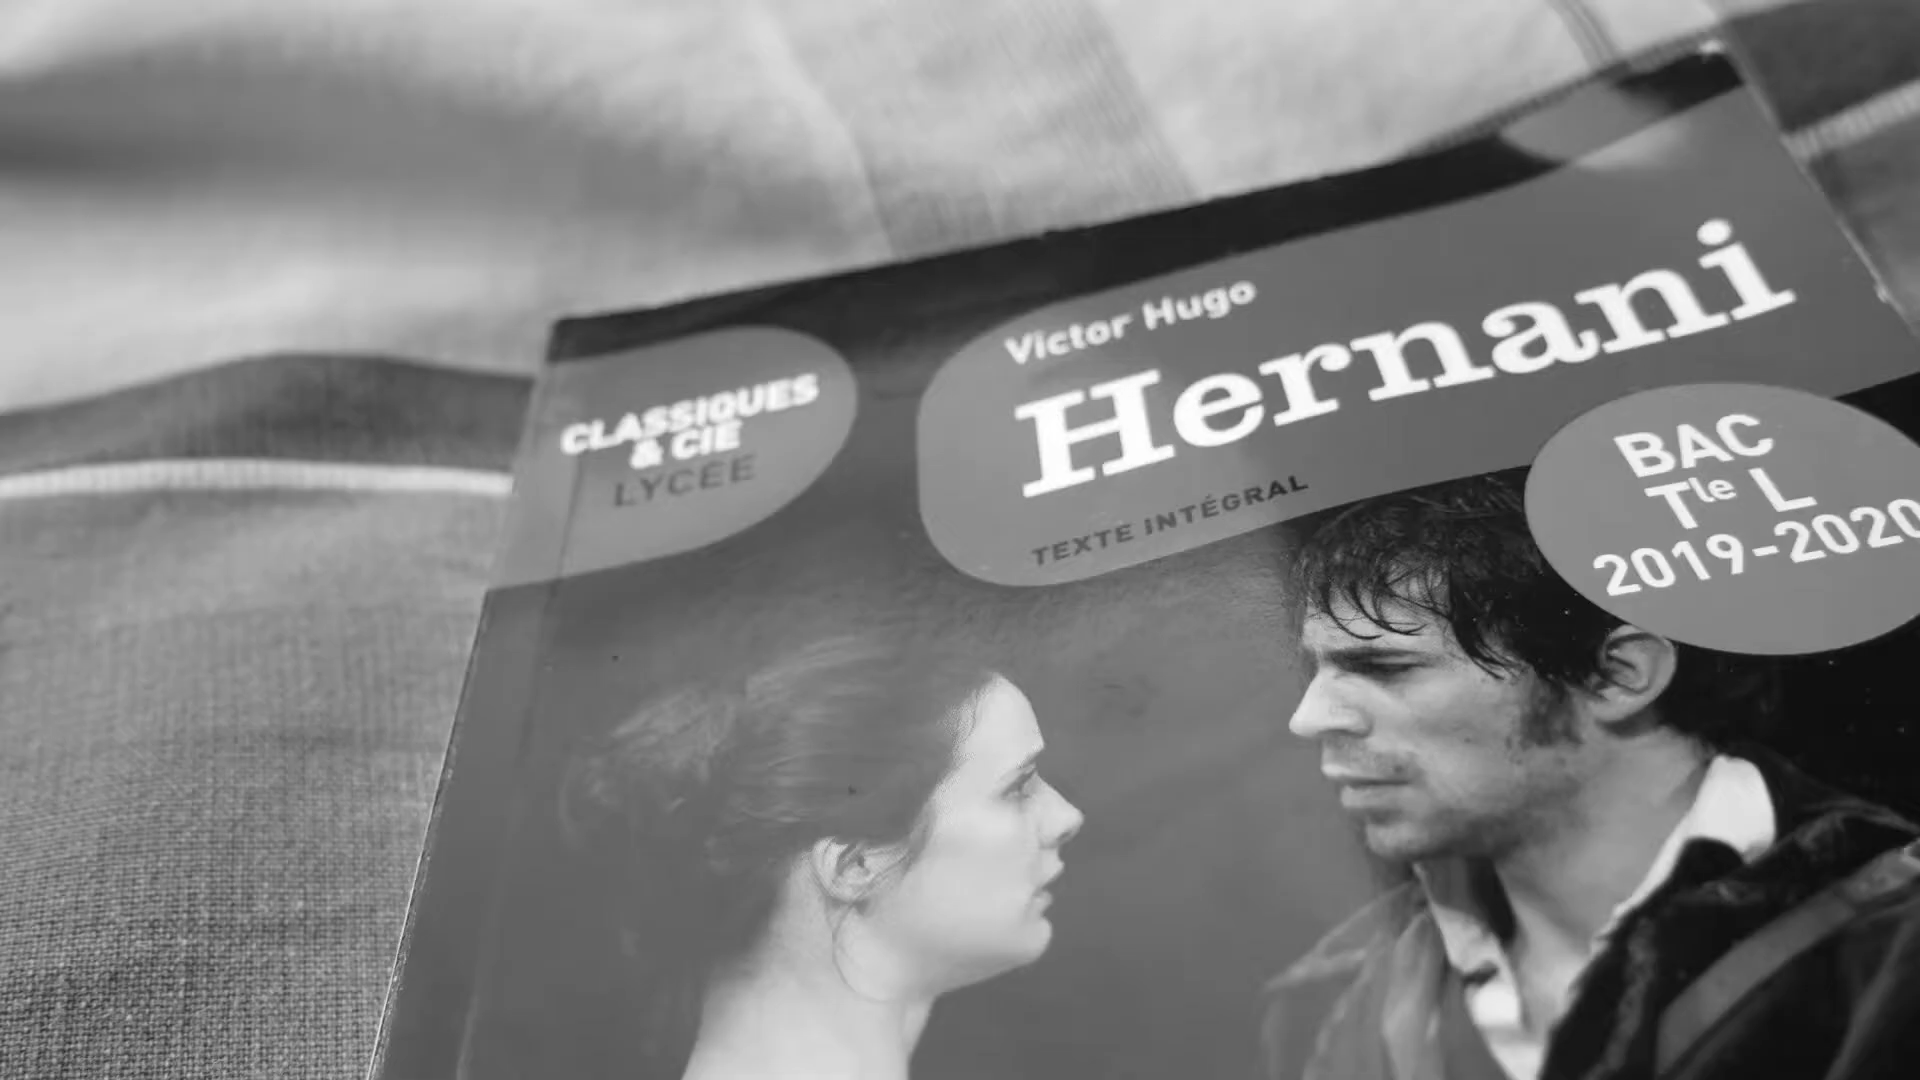 CLASSIQUES
& CIE
LYCÉE
Victor Hugo
Hernani
TEXTE INTÉGRAL
BAC
Tle L
2019-2020